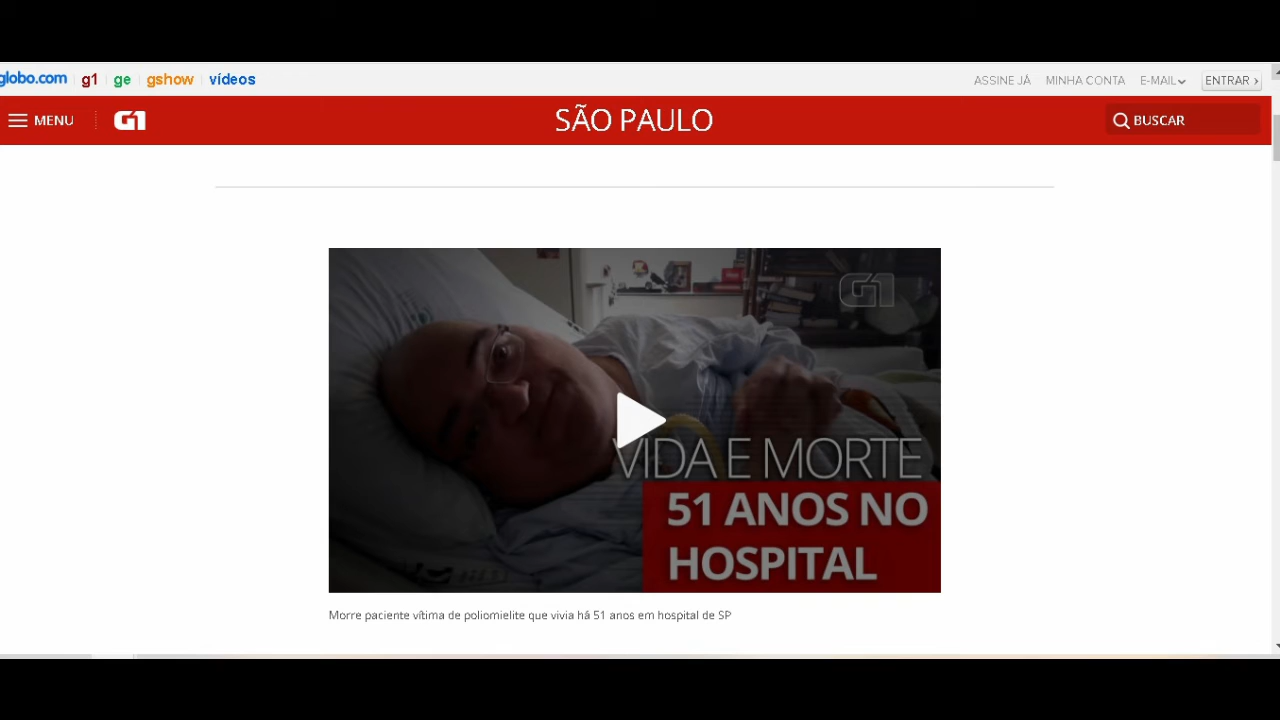 globo.com g1 ge gshow vídeos ASSINE JÁ MINHA CONTA E-MAIL ENTRAR ›
MENU G1 SÃO PAULO BUSCAR
G1
VIDA E MORTE
51 ANOS NO
HOSPITAL
Morre paciente vítima de poliomielite que vivia há 51 anos em hospital de SP